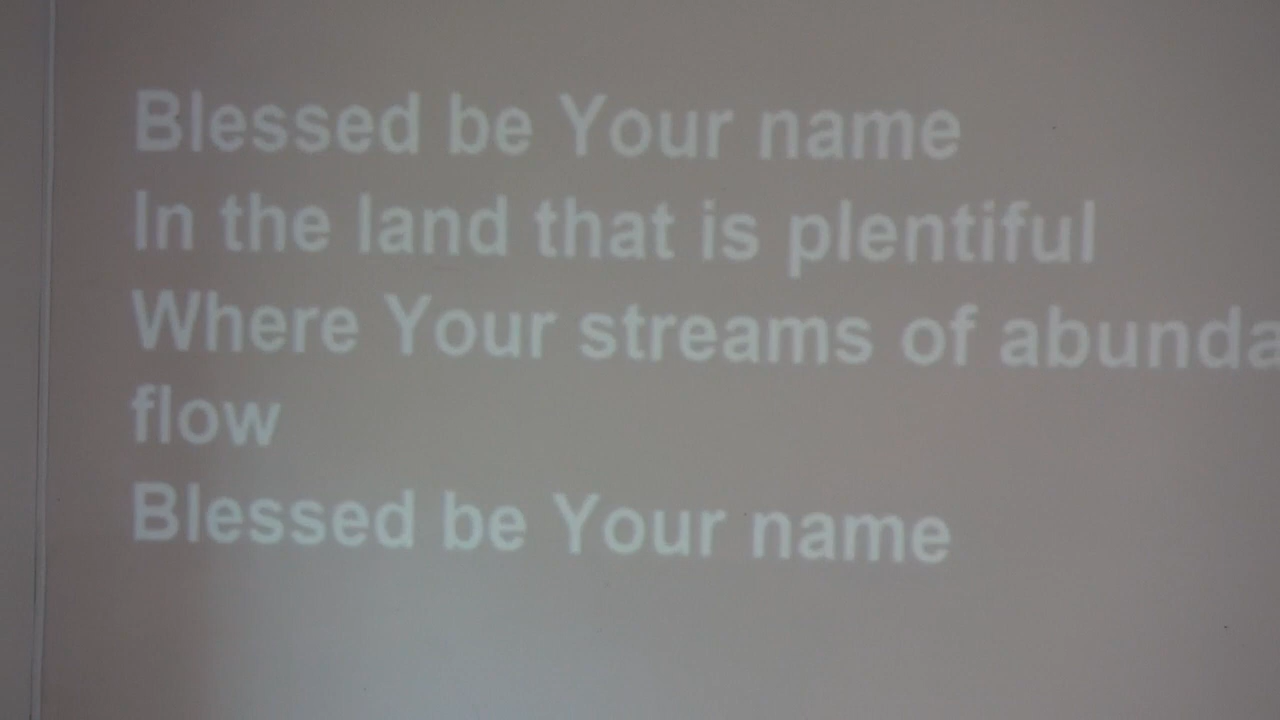 Blessed be Your name
In the land that is plentiful
Where Your streams of abunda
flow
Blessed be Your name